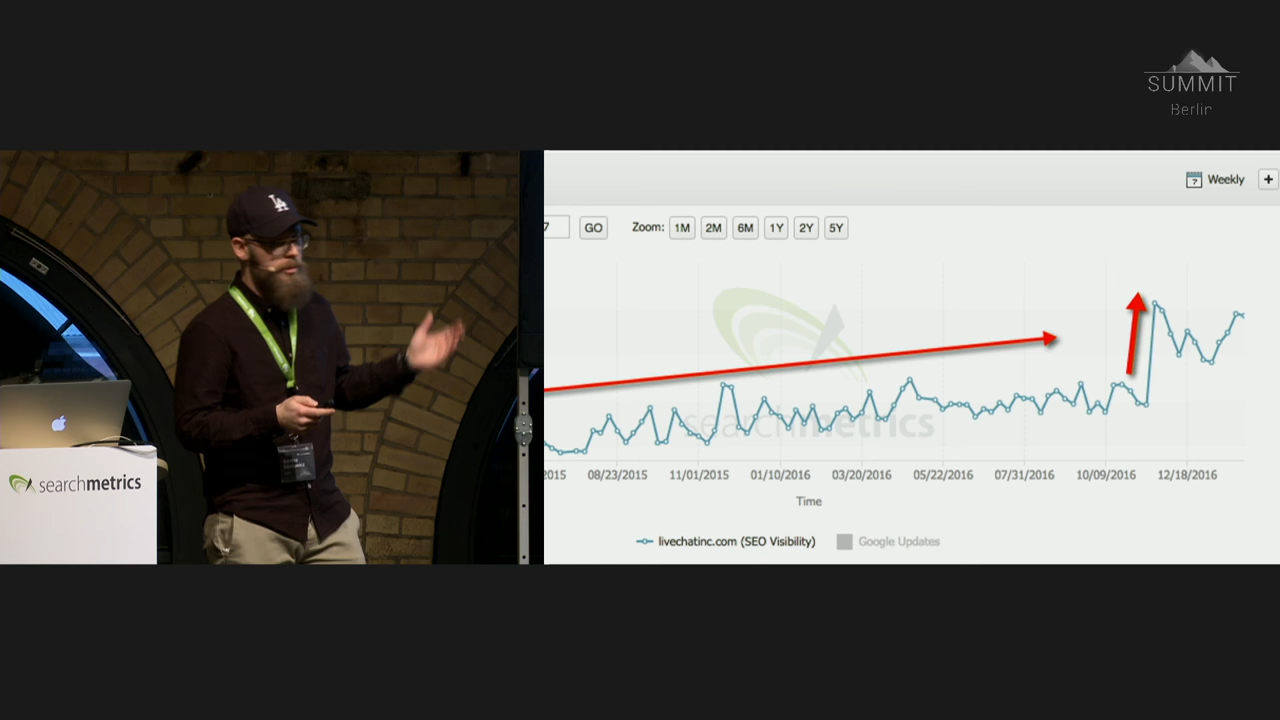 SUMMIT
Berlin
Weekly
+
7
GO
Zoom:
1M
2M
6M
1Y
2Y
5Y
LA
searchmetrics
searchmetrics
2015
08/23/2015
11/01/2015
01/10/2016
03/20/2016
05/22/2016
07/31/2016
10/09/2016
12/18/2016
Time
livechatinc.com (SEO Visibility)
Google Updates